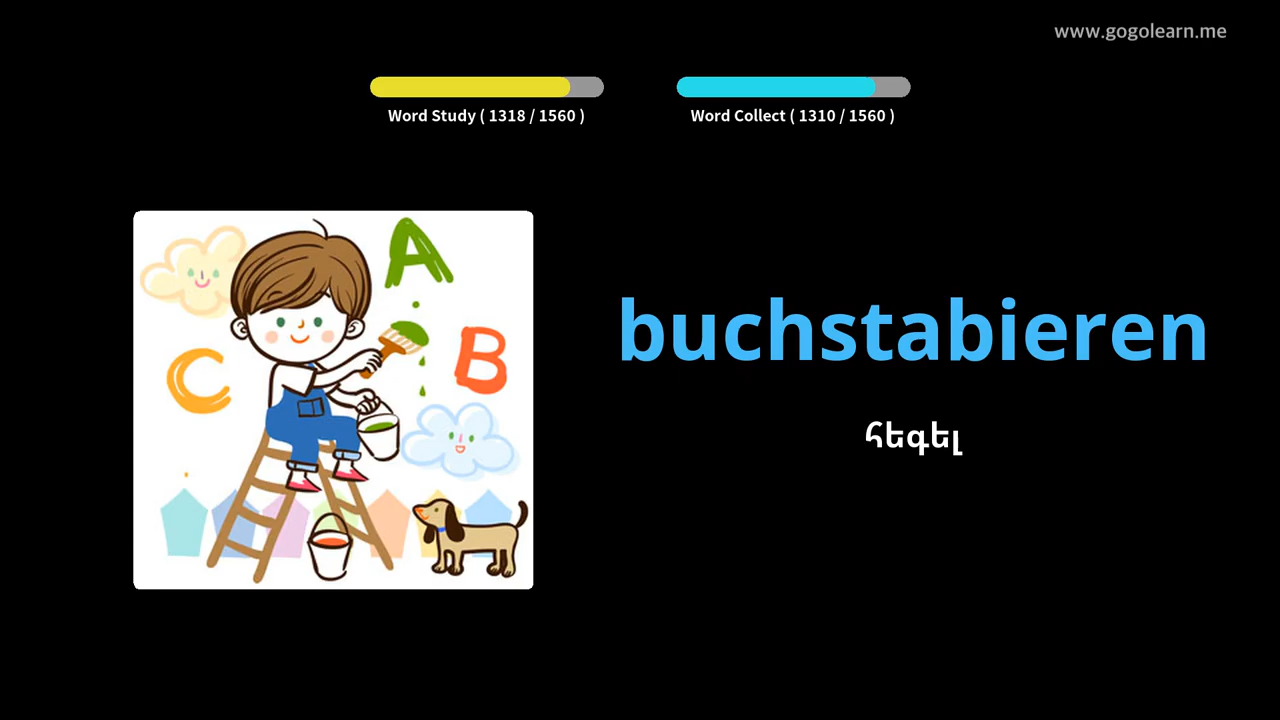 www.gogolearn.me
Word Study ( 1318 / 1560 )
Word Collect ( 1310 / 1560 )
A
B
C
buchstabieren
հեգել